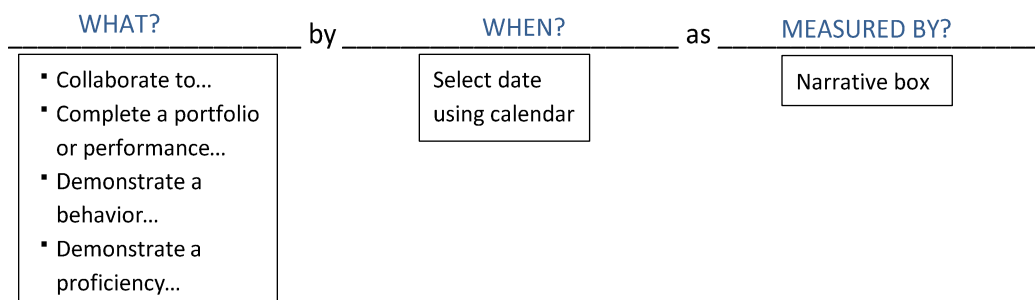 WHAT? by WHEN? as MEASURED BY?
▪ Collaborate to...
▪ Complete a portfolio
or performance...
▪ Demonstrate a
behavior...
▪ Demonstrate a
proficiency...
Select date
using calendar
Narrative box